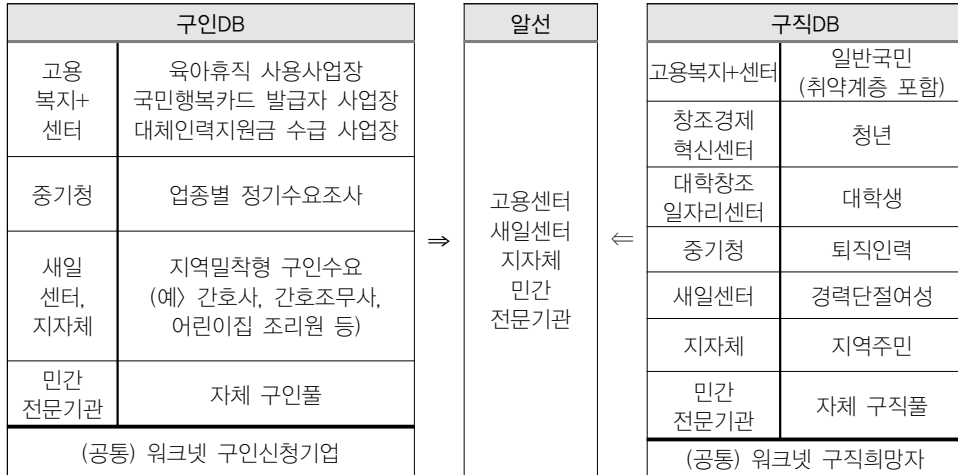 구인DB
고용
복지+
센터
육아휴직 사용사업장
국민행복카드 발급자 사업장
대체인력지원금 수급 사업장
중기청
업종별 정기수요조사
새일
센터,
지자체
지역밀착형 구인수요
(예〉 간호사, 간호조무사,
어린이집 조리원 등)
민간
전문기관
자체 구인풀
(공통) 워크넷 구인신청기업
⇒
알선
고용센터
새일센터
지자체
민간
전문기관
⇐
구직DB
고용복지+센터
일반국민
(취약계층 포함)
창조경제
혁신센터
청년
대학창조
일자리센터
대학생
중기청
퇴직인력
새일센터
경력단절여성
지자체
지역주민
민간
전문기관
자체 구직풀
(공통) 워크넷 구직희망자